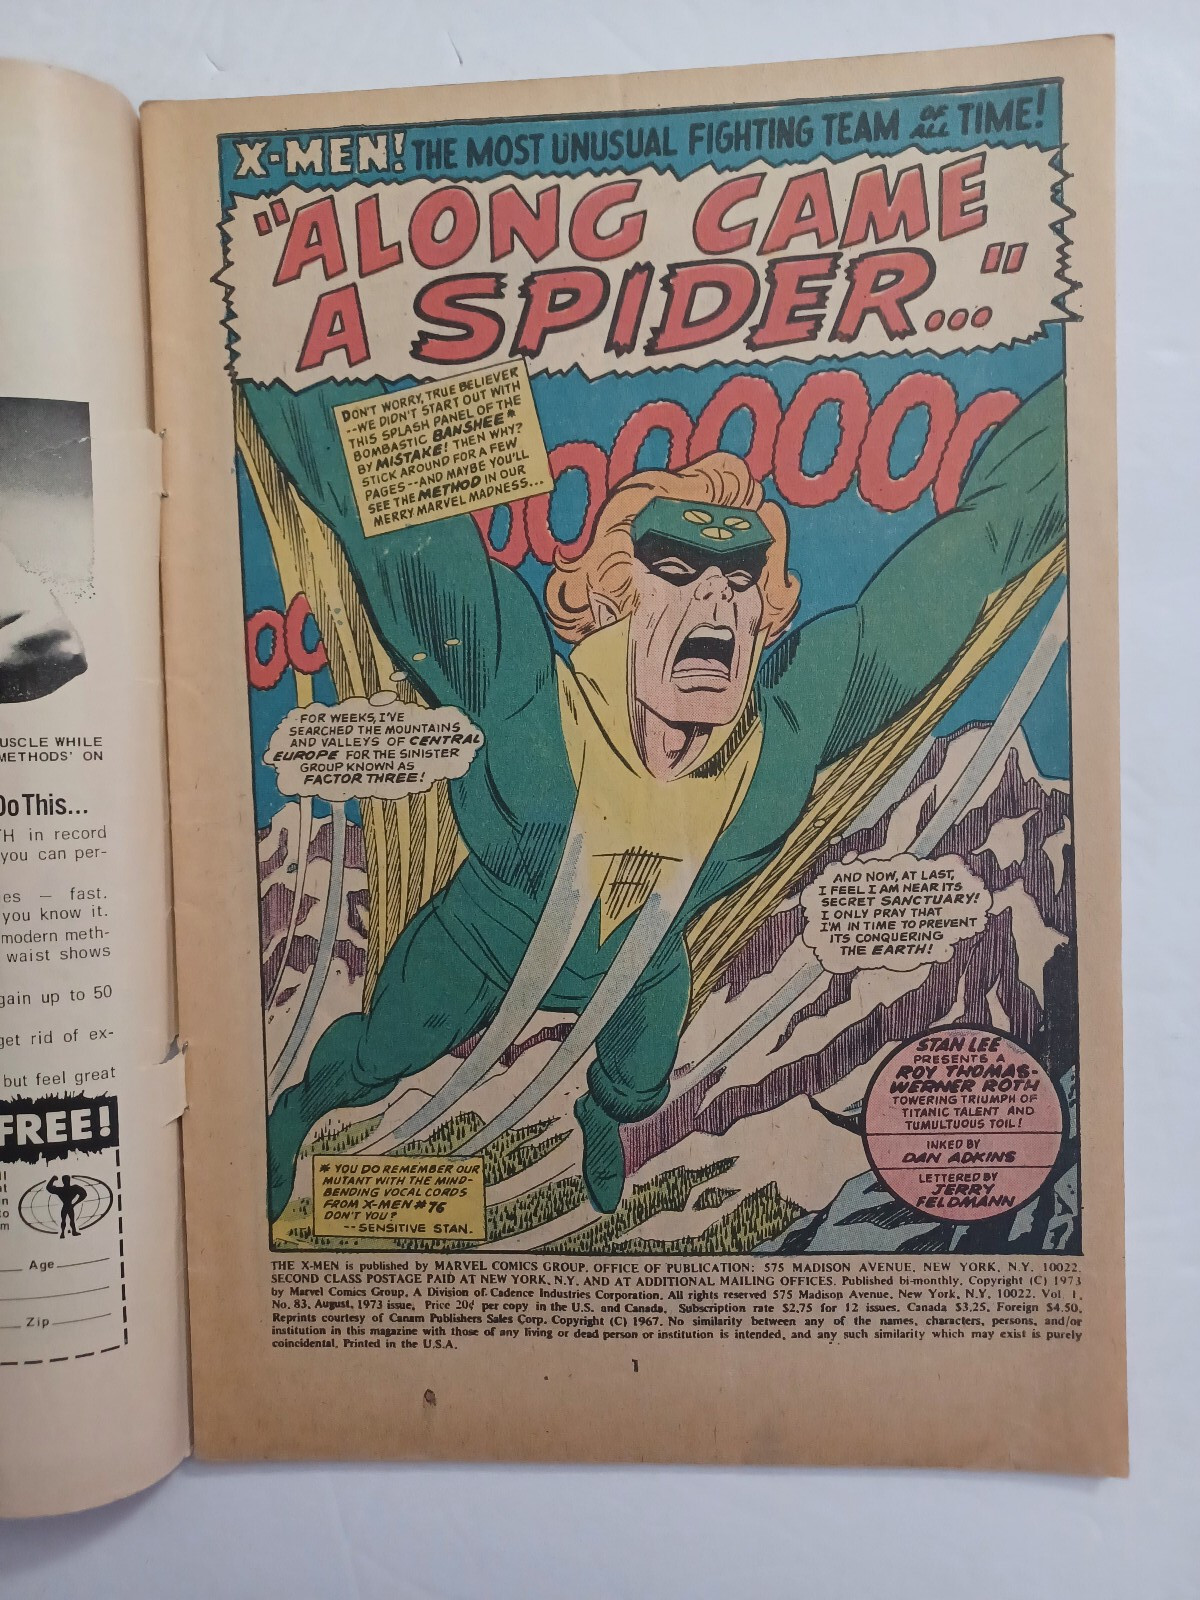 USCLE WHILE
METHODS' ON
Do This...
TH in record
you can per-
es — fast.
you know it.
modern meth-
waist shows
gain up to 50
get rid of ex-
but feel great
FREE!
Age
Zip
X-MEN! THE MOST UNUSUAL FIGHTING TEAM OF ALL TIME!
"ALONG CAME
A SPIDER..."
DON'T WORRY, TRUE BELIEVER
--WE DIDN'T START OUT WITH
THIS SPLASH PANEL OF THE
BOMBASTIC BANSHEE*
BY MISTAKE! THEN WHY?
STICK AROUND FOR A FEW
PAGES--AND MAYBE YOU'LL
SEE THE METHOD IN OUR
MERRY MARVEL MADNESS...
OOOOOOOO
FOR WEEKS, I'VE
SEARCHED THE MOUNTAINS
AND VALLEYS OF CENTRAL
EUROPE FOR THE SINISTER
GROUP KNOWN AS
FACTOR THREE!
AND NOW, AT LAST,
I FEEL I AM NEAR ITS
SECRET SANCTUARY!
I ONLY PRAY THAT
I'M IN TIME TO PREVENT
ITS CONQUERING
THE EARTH!
STAN LEE
PRESENTS A
ROY THOMAS-
WERNER ROTH
TOWERING TRIUMPH OF
TITANIC TALENT AND
TUMULTUOUS TOIL!
INKED BY
DAN ADKINS
LETTERED BY
JERRY
FELDMANN
* YOU DO REMEMBER OUR
MUTANT WITH THE MIND-
BENDING VOCAL CORDS
FROM X-MEN #76
DON'T YOU?
--SENSITIVE STAN.
THE X-MEN is published by MARVEL COMICS GROUP. OFFICE OF PUBLICATION: 575 MADISON AVENUE, NEW YORK, N.Y. 10022.
SECOND CLASS POSTAGE PAID AT NEW YORK, N.Y. AND AT ADDITIONAL MAILING OFFICES. Published bi-monthly. Copyright (C) 1973
by Marvel Comics Group, A Division of Cadence Industries Corporation. All rights reserved 575 Madison Avenue, New York, N.Y. 10022. Vol. 1,
No. 83, August, 1973 issue. Price 20¢ per copy in the U.S. and Canada. Subscription rate $2.75 for 12 issues. Canada $3.25. Foreign $4.50.
Reprints courtesy of Canam Publishers Sales Corp. Copyright (C) 1967. No similarity between any of the names, characters, persons, and/or
institution in this magazine with those of any living or dead person or institution is intended, and any such similarity which may exist is purely
coincidental. Printed in the U.S.A.
1